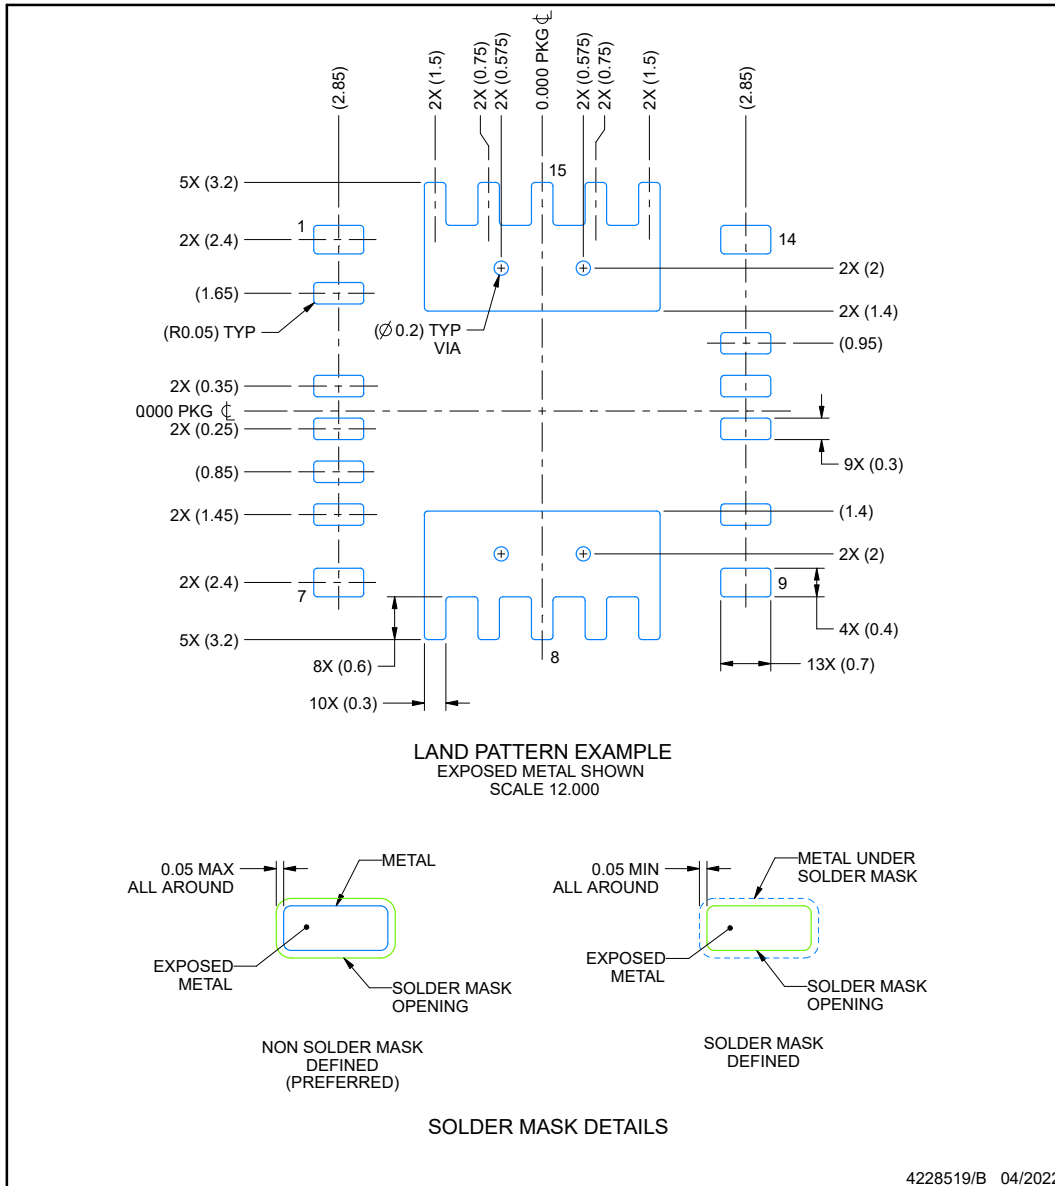 (2.85)
2X (1.5)
2X (0.75)
2X (0.575)
0.000 PKG ℄
2X (0.575)
2X (0.75)
2X (1.5)
(2.85)
5X (3.2)
15
1
2X (2.4)
14
2X (2)
(1.65)
2X (1.4)
(R0.05) TYP
(Ø 0.2) TYP
VIA
(0.95)
2X (0.35)
0.000 PKG ℄
2X (0.25)
9X (0.3)
(0.85)
2X (1.45)
(1.4)
2X (2)
2X (2.4)
7
9
4X (0.4)
5X (3.2)
8
8X (0.6)
13X (0.7)
10X (0.3)
LAND PATTERN EXAMPLE
EXPOSED METAL SHOWN
SCALE 12.000
0.05 MAX
ALL AROUND
METAL
EXPOSED
METAL
SOLDER MASK
OPENING
NON SOLDER MASK
DEFINED
(PREFERRED)
0.05 MIN
ALL AROUND
METAL UNDER
SOLDER MASK
EXPOSED
METAL
SOLDER MASK
OPENING
SOLDER MASK
DEFINED
SOLDER MASK DETAILS
4228519/B 04/2022